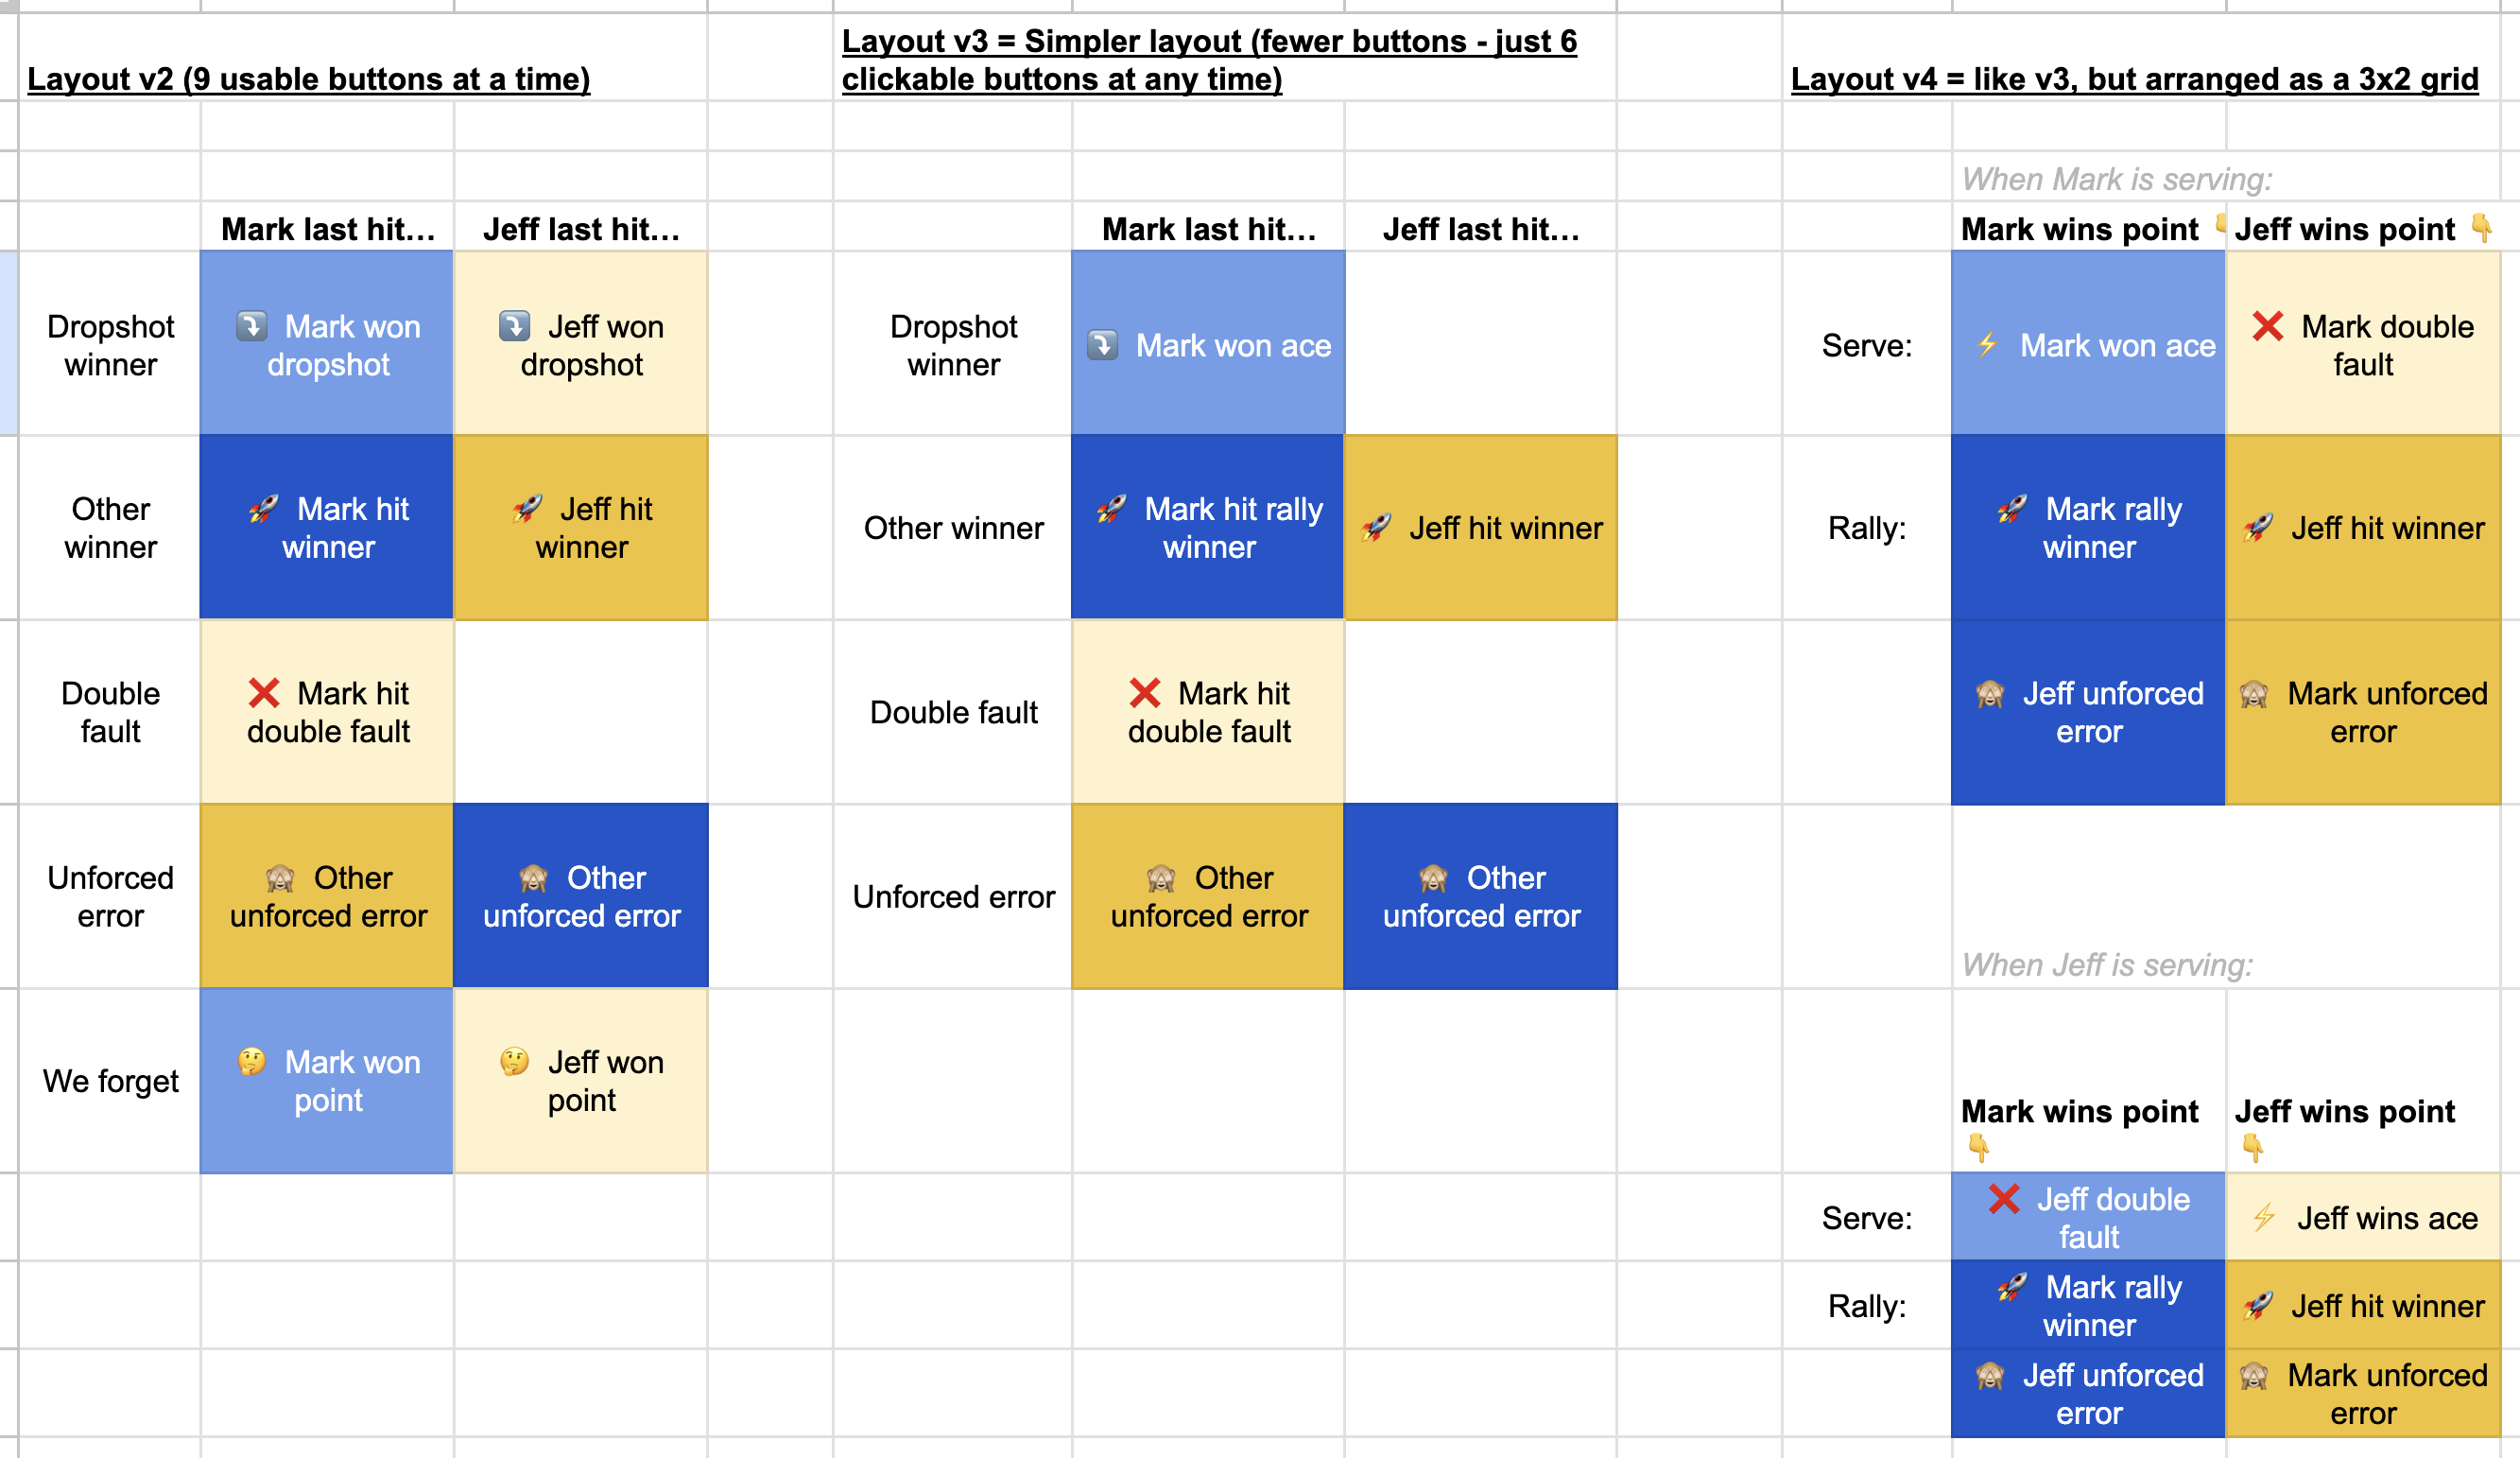 Layout v2 (9 usable buttons at a time)
Mark last hit...
Jeff last hit...
Dropshot
winner
⤵️ Mark won
dropshot
⤵️ Jeff won
dropshot
Other
winner
🚀 Mark hit
winner
🚀 Jeff hit
winner
Double
fault
❌ Mark hit
double fault
Unforced
error
🙈 Other
unforced error
🙈 Other
unforced error
We forget
🤔 Mark won
point
🤔 Jeff won
point
Layout v3 = Simpler layout (fewer buttons - just 6
clickable buttons at any time)
Mark last hit...
Jeff last hit...
Dropshot
winner
⤵️ Mark won ace
Other winner
🚀 Mark hit rally
winner
🚀 Jeff hit winner
Double fault
❌ Mark hit
double fault
Unforced error
🙈 Other
unforced error
🙈 Other
unforced error
Layout v4 = like v3, but arranged as a 3x2 grid
When Mark is serving:
Mark wins point 👇
Jeff wins point 👇
Serve:
⚡ Mark won ace
❌ Mark double
fault
Rally:
🚀 Mark rally
winner
🚀 Jeff hit winner
🙈 Jeff unforced
error
🙈 Mark unforced
error
When Jeff is serving:
Mark wins point
👇
Jeff wins point
👇
Serve:
❌ Jeff double
fault
⚡ Jeff wins ace
Rally:
🚀 Mark rally
winner
🚀 Jeff hit winner
🙈 Jeff unforced
error
🙈 Mark unforced
error